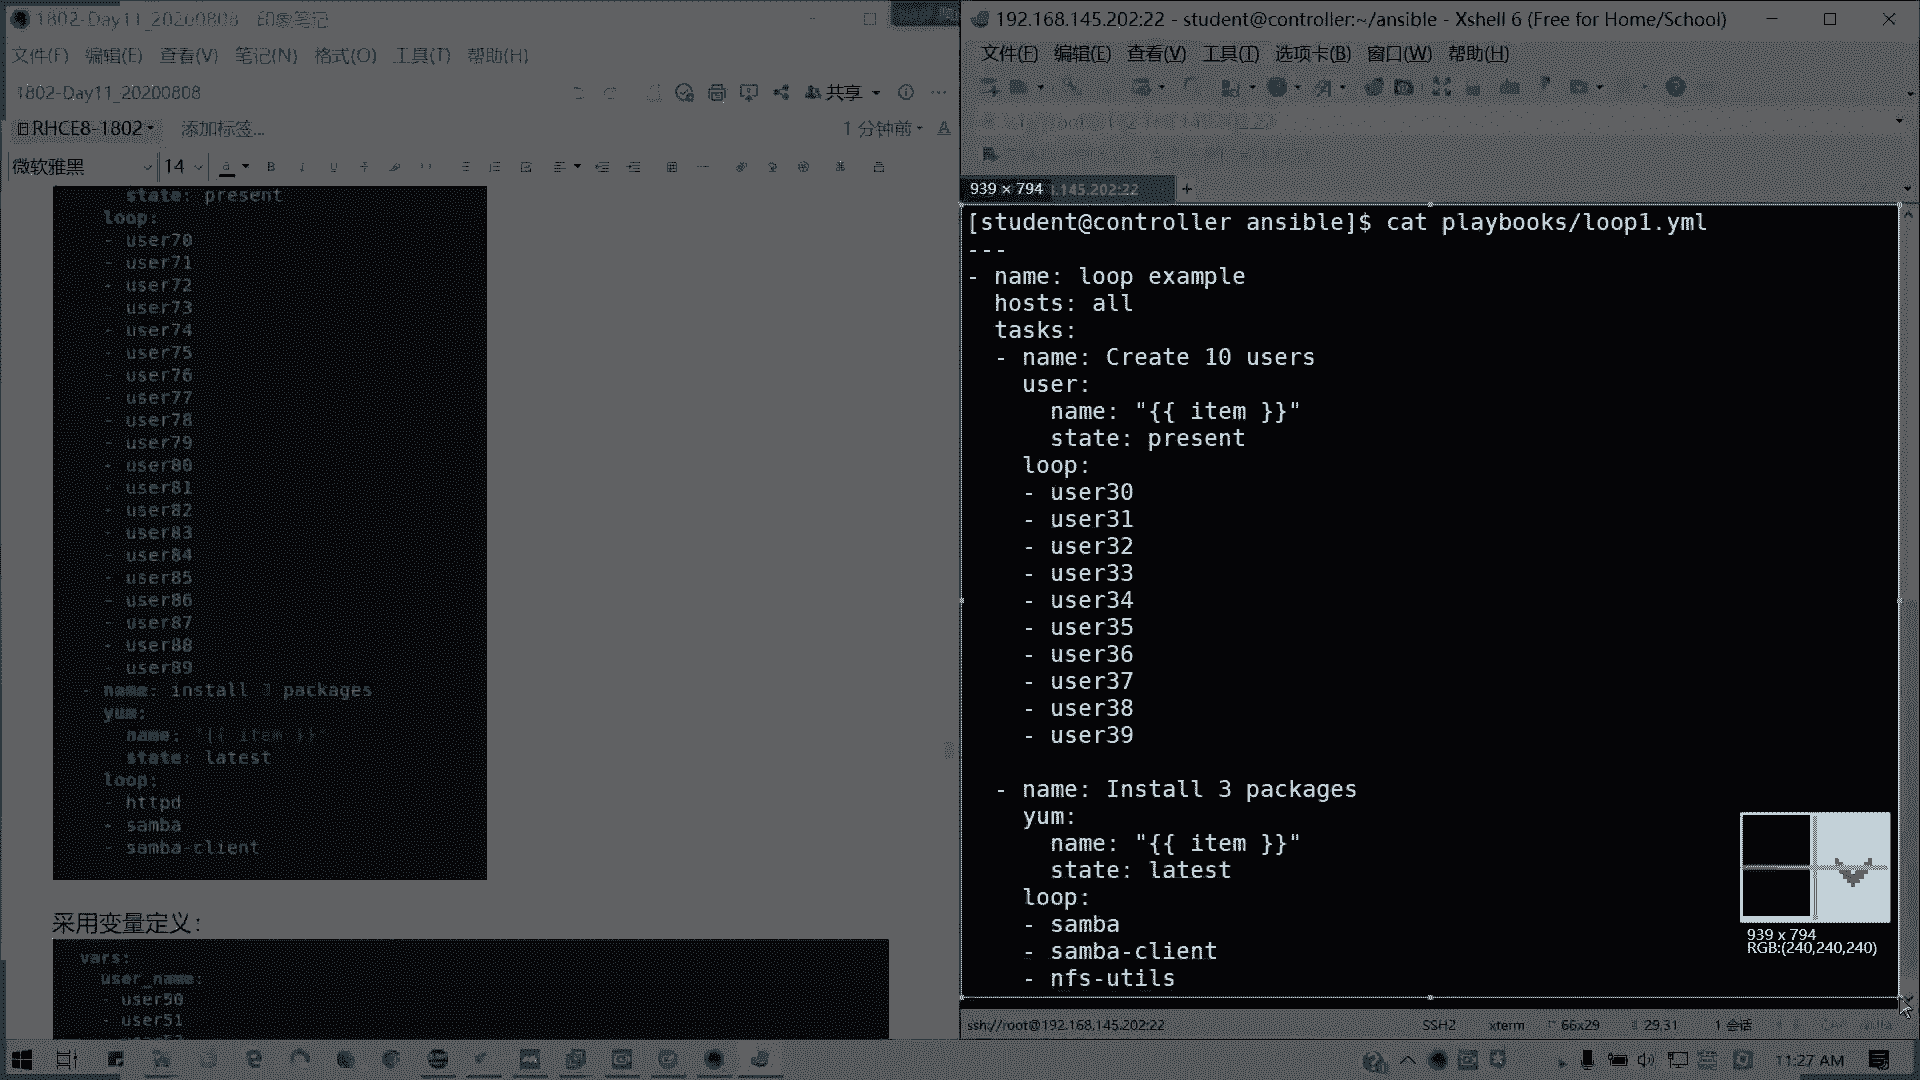 1802-Day11_20200808 - 印象笔记
文件(F) 编辑(E) 查看(V) 笔记(N) 格式(O) 工具(T) 帮助(H)
1802-Day11_20200808
共享
RHCE8-1802
添加标签...
1 分钟前
微软雅黑
14
state: present
loop:
- user70
- user71
- user72
- user73
- user74
- user75
- user76
- user77
- user78
- user79
- user80
- user81
- user82
- user83
- user84
- user85
- user86
- user87
- user88
- user89
- name: install 3 packages
yum:
name: "{{ item }}"
state: latest
loop:
- httpd
- samba
- samba-client
采用变量定义：
vars:
user_name:
- user50
- user51
192.168.145.202:22 - student@controller:~/ansible - Xshell 6 (Free for Home/School)
文件(F) 编辑(E) 查看(V) 工具(T) 选项卡(B) 窗口(W) 帮助(H)
939 × 794
.145.202:22
[student@controller ansible]$ cat playbooks/loop1.yml
---
- name: loop example
hosts: all
tasks:
- name: Create 10 users
user:
name: "{{ item }}"
state: present
loop:
- user30
- user31
- user32
- user33
- user34
- user35
- user36
- user37
- user38
- user39
- name: Install 3 packages
yum:
name: "{{ item }}"
state: latest
loop:
- samba
- samba-client
- nfs-utils
939 x 794
RGB:(240,240,240)
ssh://root@192.168.145.202:22
SSH2
xterm
66x29
29,31
1 会话
11:27 AM